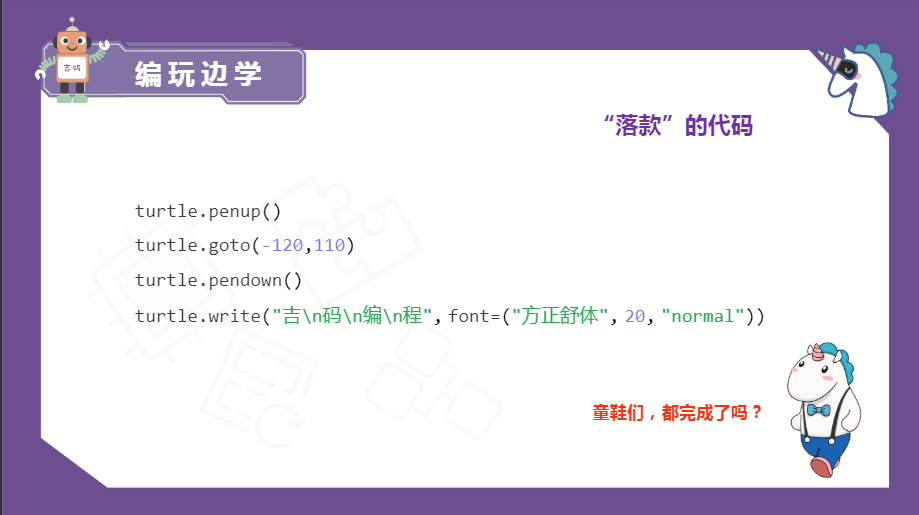 吉码
编玩边学
“落款”的代码
turtle.penup()
turtle.goto(-120,110)
turtle.pendown()
turtle.write("吉\n码\n编\n程", font=("方正舒体", 20, "normal"))
童鞋们，都完成了吗？